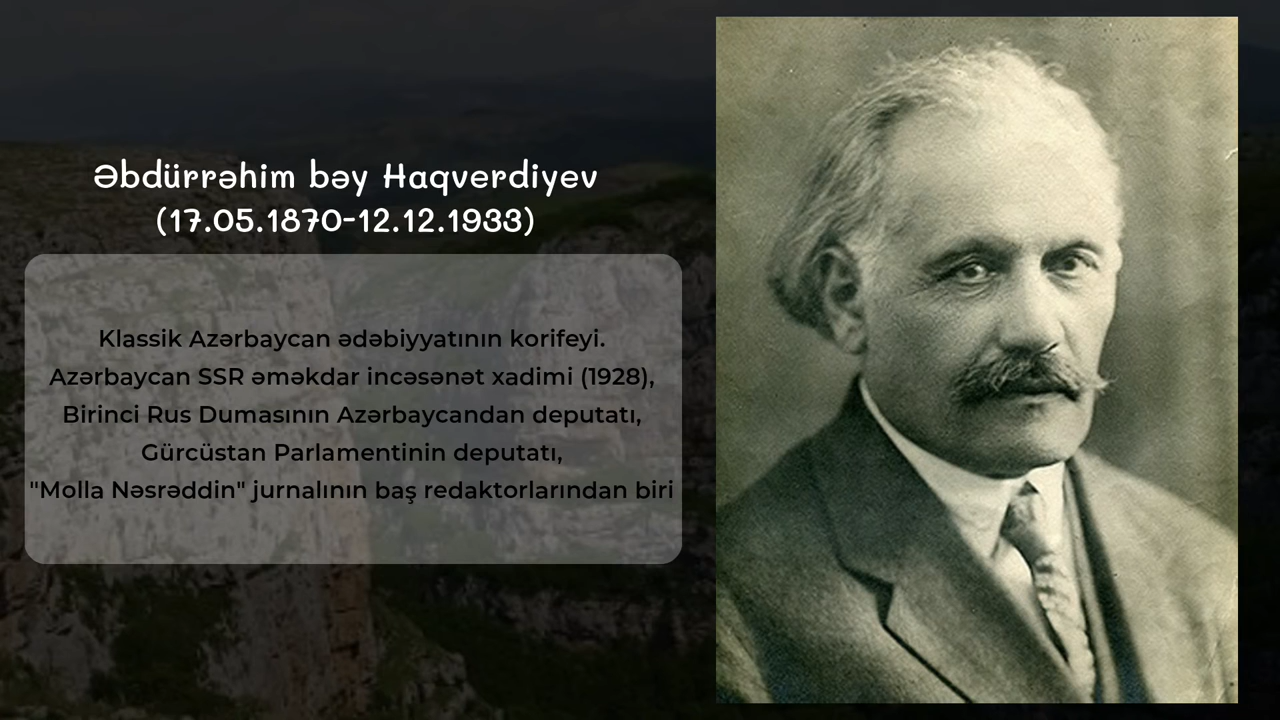 Əbdürrəhim bəy Haqverdiyev
(17.05.1870-12.12.1933)
Klassik Azərbaycan ədəbiyyatının korifeyi.
Azərbaycan SSR əməkdar incəsənət xadimi (1928),
Birinci Rus Dumasının Azərbaycandan deputatı,
Gürcüstan Parlamentinin deputatı,
"Molla Nəsrəddin" jurnalının baş redaktorlarından biri